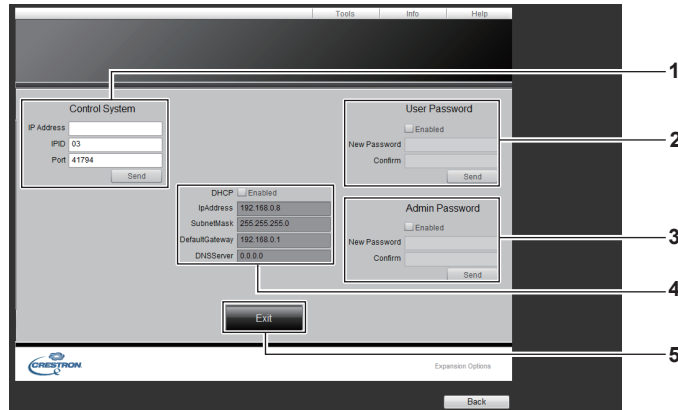 Tools Info Help
Control System
IP Address
IPID 03
Port 41794
Send
1
User Password
Enabled
New Password
Confirm
Send
2
Admin Password
Enabled
New Password
Confirm
Send
3
DHCP Enabled
IpAddress 192.168.0.8
SubnetMask 255.255.255.0
DefaultGateway 192.168.0.1
DNSServer 0.0.0.0
4
Exit
5
CRESTRON
Expansion Options
Back